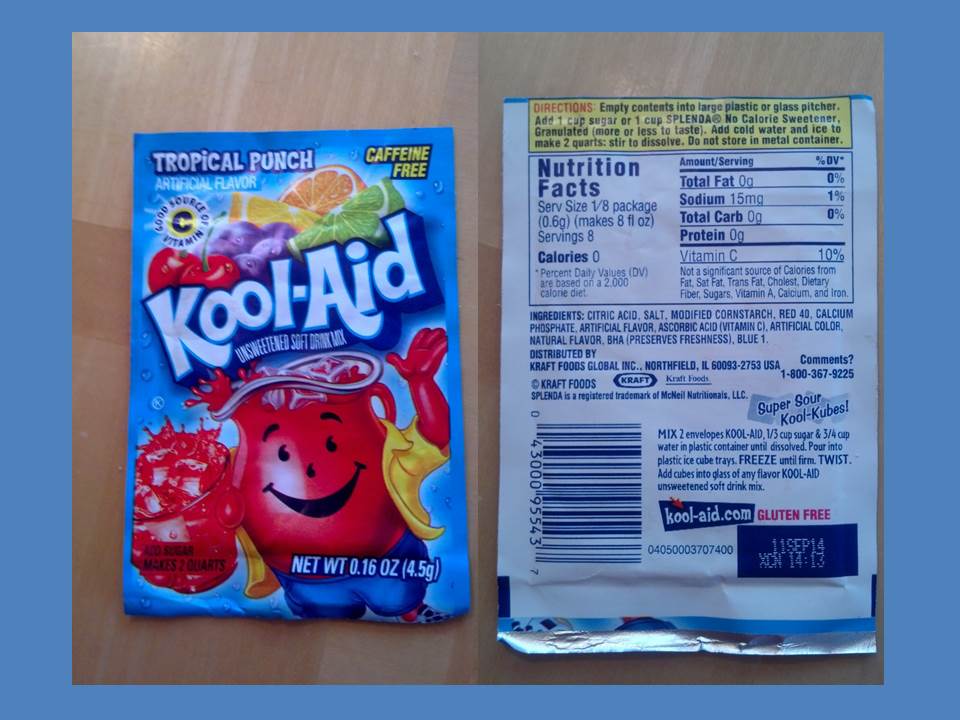 TROPiCAL PUNCH
ARTIFICIAL FLAVOR
CAFFEINE
FREE
GOOD SOURCE OF
C
VITAMIN
Kool-Aid
UNSWEETENED SOFT DRINK MIX
®
ADD SUGAR
MAKES 2 QUARTS
NET WT 0.16 OZ (4.5g)
DIRECTIONS: Empty contents into large plastic or glass pitcher.
Add 1 cup sugar or 1 cup SPLENDA® No Calorie Sweetener,
Granulated (more or less to taste). Add cold water and ice to
make 2 quarts: stir to dissolve. Do not store in metal container.
Nutrition
Facts
Serv Size 1/8 package
(0.6g) (makes 8 fl oz)
Servings 8
Calories 0
*Percent Daily Values (DV)
are based on a 2,000
calorie diet.
Amount/Serving %DV*
Total Fat 0g 0%
Sodium 15mg 1%
Total Carb 0g 0%
Protein 0g
Vitamin C 10%
Not a significant source of Calories from
Fat, Sat Fat, Trans Fat, Cholest, Dietary
Fiber, Sugars, Vitamin A, Calcium, and Iron.
INGREDIENTS: CITRIC ACID, SALT, MODIFIED CORNSTARCH, RED 40, CALCIUM
PHOSPHATE, ARTIFICIAL FLAVOR, ASCORBIC ACID (VITAMIN C), ARTIFICIAL COLOR,
NATURAL FLAVOR, BHA (PRESERVES FRESHNESS), BLUE 1.
DISTRIBUTED BY
KRAFT FOODS GLOBAL INC., NORTHFIELD, IL 60093-2753 USA
Comments?
1-800-367-9225
© KRAFT FOODS
KRAFT
Kraft Foods
SPLENDA is a registered trademark of McNeil Nutritionals, LLC.
Super Sour
Kool-Kubes!
MIX 2 envelopes KOOL-AID, 1/3 cup sugar & 3/4 cup
water in plastic container until dissolved. Pour into
plastic ice cube trays. FREEZE until firm. TWIST.
Add cubes into glass of any flavor KOOL-AID
unsweetened soft drink mix.
kool-aid.com GLUTEN FREE
0 43000 95543 7
04050003707400
11SEP14
XCN 14:13